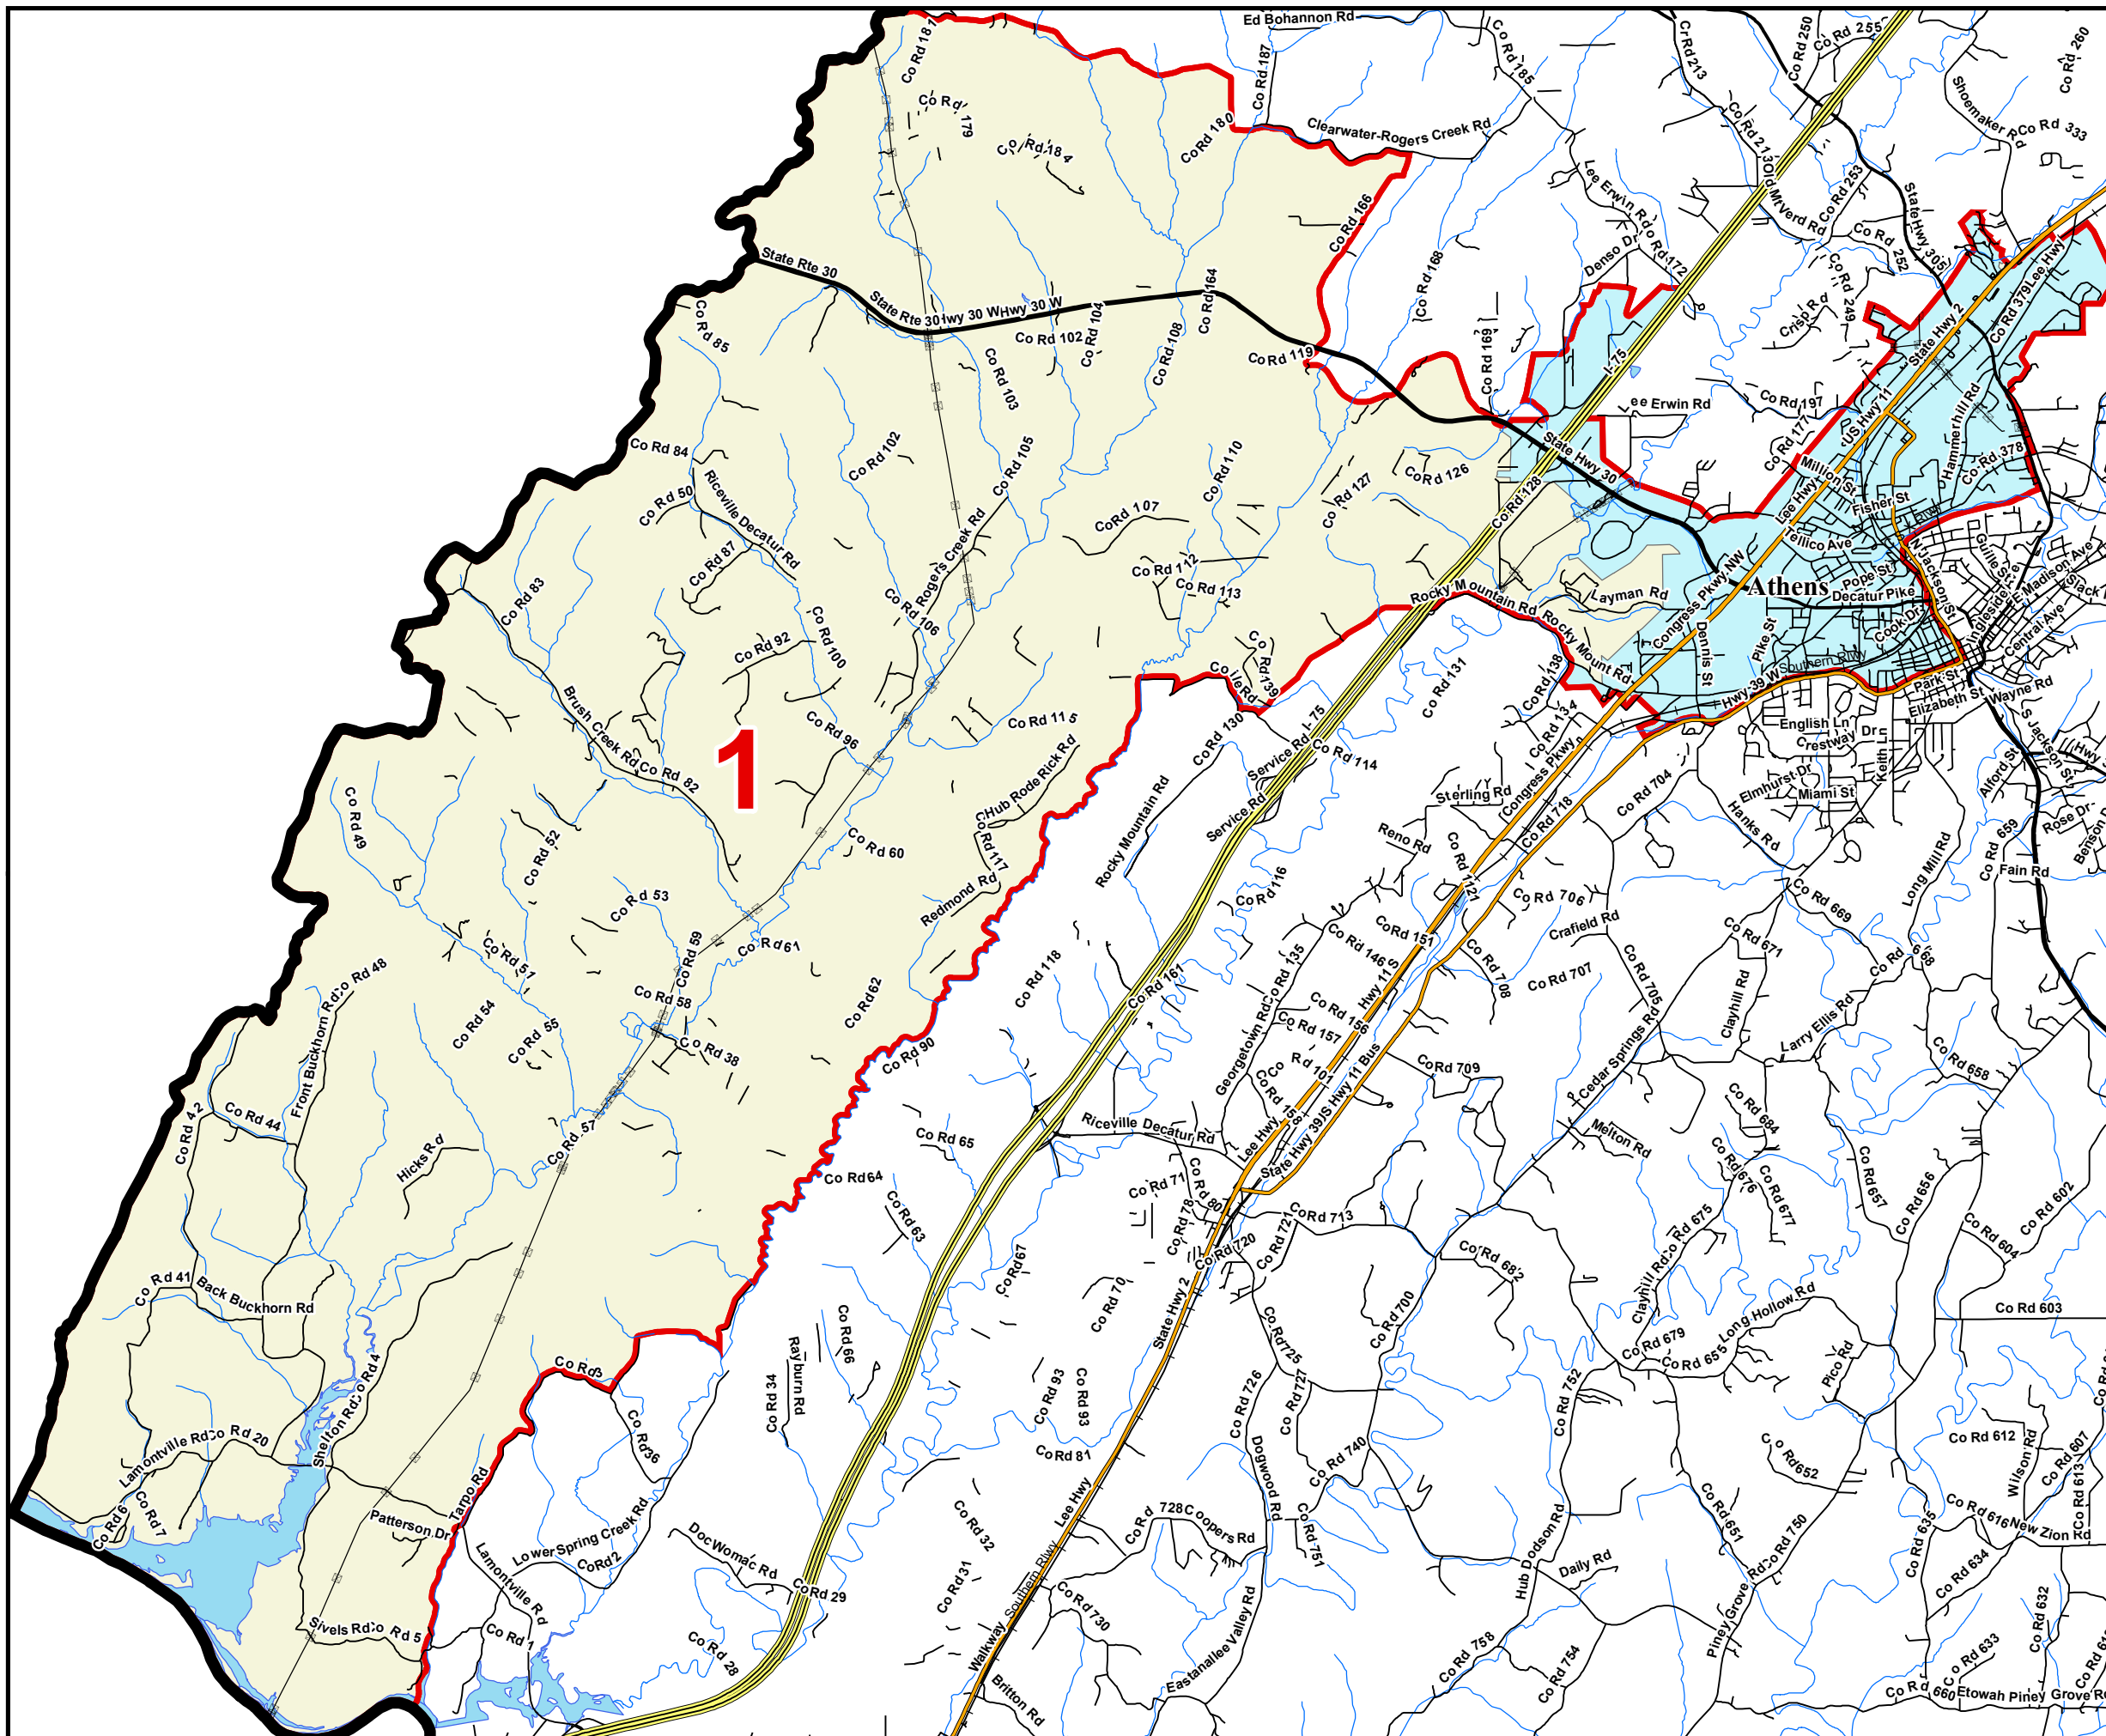 Ed Bohannon Rd
Co Rd 181
Co Rd 187
Co Rd 185
Cr Rd 213
Co Rd 250
Co Rd 255
Co Rd 260
Co Rd 179
Co Rd 184
Co Rd 180
Clearwater-Rogers Creek Rd
Co Rd 213
Old Mt Verd Rd
Co Rd 253
Shoemaker Rd
Co Rd 333
Lee Erwin Rd
Co Rd 166
Co Rd 168
Denso Dr
Co Rd 252
State Hwy 305
Co Rd 249
Crisp Rd
State Rte 30
State Rte 30
Hwy 30 W
Hwy 30 W
Co Rd 164
Co Rd 85
Co Rd 102
Co Rd 104
Co Rd 108
Co Rd 103
Co Rd 119
Co Rd 169
I-75
State Hwy 2
Co Rd 379
Lee Hwy
US Hwy 11
Lee Erwin Rd
Co Rd 197
Co Rd 177
Hammerhill Rd
Co Rd 378
Co Rd 84
Co Rd 50
Riceville Decatur Rd
Co Rd 87
Co Rd 102
Co Rd 105
Co Rd 110
Co Rd 107
Co Rd 127
Co Rd 126
Co Rd 128
State Hwy 30
Million St
Lee Hwy
Fisher St
Tellico Ave
Rogers Creek Rd
Co Rd 112
Co Rd 113
Co Rd 83
Co Rd 106
Co Rd 100
Co Rd 92
Rocky Mountain Rd
Rocky Mount Rd
Layman Rd
Congress Pkwy NW
Athens
Pope St
Decatur Pike
N Jackson St
Guille St
Ingleside Ave
E Madison Ave
Central Ave
Cook Dr
Dennis St
Pike St
Southern Rlwy
Hwy 39 W
Park St
Elizabeth St
Wayne Rd
Co Rd 139
Co Rd 131
Co Rd 138
Co Rd 134
Brush Creek Rd
Co Rd 82
Co Rd 96
1
Co Rd 115
Hub Roderick Rd
Co Rd 117
Co Rd 130
Service Rd
I-75
Co Rd 114
Service Rd
Rocky Mountain Rd
English Ln
Crestway Dr
Keith Ln
Elmhurst Dr
Miami St
S Jackson St
Alford St
Rose Dr
Co Rd 704
Hanks Rd
Congress Pkwy
Co Rd 718
Sterling Rd
Reno Rd
Co Rd 1121
Co Rd 49
Co Rd 52
Co Rd 60
Redmond Rd
Co Rd 53
Co Rd 51
Co Rd 59
Co Rd 61
Co Rd 58
Co Rd 54
Co Rd 55
Co Rd 38
Co Rd 62
Co Rd 48
Front Buckhorn Rd
Co Rd 116
Co Rd 118
Co Rd 161
Co Rd 135
Georgetown Rd
Co Rd 146
Co Rd 151
Hwy 11 S
Co Rd 156
Co Rd 157
Co Rd 101
Co Rd 158
Co Rd 706
Crafield Rd
Co Rd 708
Co Rd 707
Co Rd 705
Co Rd 709
Cedar Springs Rd
Co Rd 659
Fain Rd
Long Mill Rd
Co Rd 669
Co Rd 671
Co Rd 668
Clayhill Rd
Larry Ellis Rd
Co Rd 658
Co Rd 90
Co Rd 42
Co Rd 44
Hicks Rd
Co Rd 57
Co Rd 65
Co Rd 64
Co Rd 63
Riceville Decatur Rd
Lee Hwy
State Hwy 39
US Hwy 11 Bus
Melton Rd
Co Rd 684
Co Rd 676
Co Rd 677
Co Rd 657
Co Rd 656
Co Rd 602
Co Rd 604
Co Rd 603
Co Rd 71
Co Rd 80
Co Rd 78
Co Rd 720
Co Rd 721
Co Rd 713
Co Rd 675
Clayhill Rd
Co Rd 682
Co Rd 41
Back Buckhorn Rd
Co Rd 67
Co Rd 70
State Hwy 2
Co Rd 700
Co Rd 725
Long Hollow Rd
Co Rd 679
Co Rd 655
Pico Rd
Co Rd 66
Rayburn Rd
Co Rd 34
Co Rd 3
Co Rd 36
Co Rd 4
Shelton Rd
Co Rd 93
Co Rd 93
Co Rd 81
Co Rd 726
Co Rd 727
Co Rd 740
Co Rd 752
Co Rd 652
Co Rd 612
Wilson Rd
Co Rd 607
Co Rd 613
Lamontville Rd
Co Rd 20
Co Rd 6
Co Rd 7
Patterson Dr
Tarpo Rd
Lower Spring Creek Rd
Co Rd 2
Doc Womac Rd
Co Rd 29
Co Rd 32
Co Rd 31
Lee Hwy
Co Rd 728
Coopers Rd
Dogwood Rd
Co Rd 751
Hub Dodson Rd
Daily Rd
Co Rd 651
Co Rd 750
Piney Grove Rd
Co Rd 635
Co Rd 616
New Zion Rd
Co Rd 634
Co Rd 632
Co Rd 633
Lamontville Rd
Sivels Rd
Co Rd 5
Co Rd 1
Co Rd 28
Walkway
Southern Rlwy
Co Rd 730
Britton Rd
Eastanallee Valley Rd
Co Rd 758
Co Rd 754
Co Rd 660
Etowah Piney Grove Rd